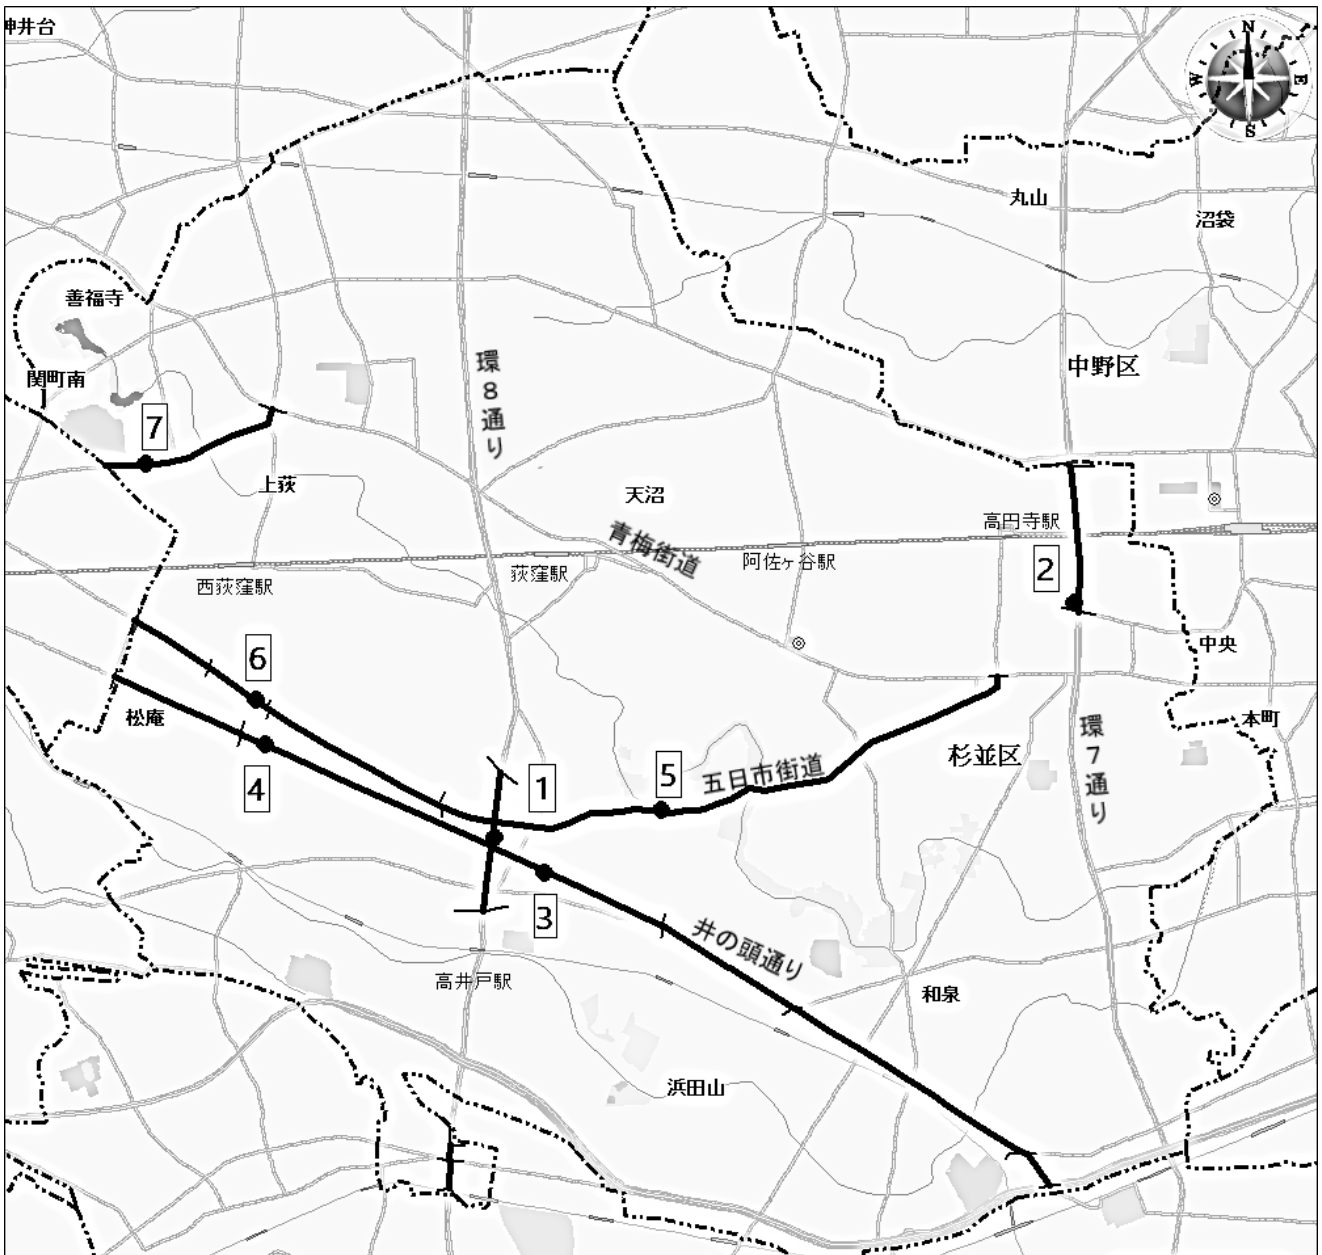 神井台
N
W
E
S
丸山
沼袋
善福寺
環8通り
中野区
関町南
7
上荻
天沼
高円寺駅
青梅街道
阿佐ヶ谷駅
荻窪駅
西荻窪駅
2
中央
6
松庵
本町
環7通り
杉並区
五日市街道
5
1
4
3
井の頭通り
高井戸駅
和泉
浜田山